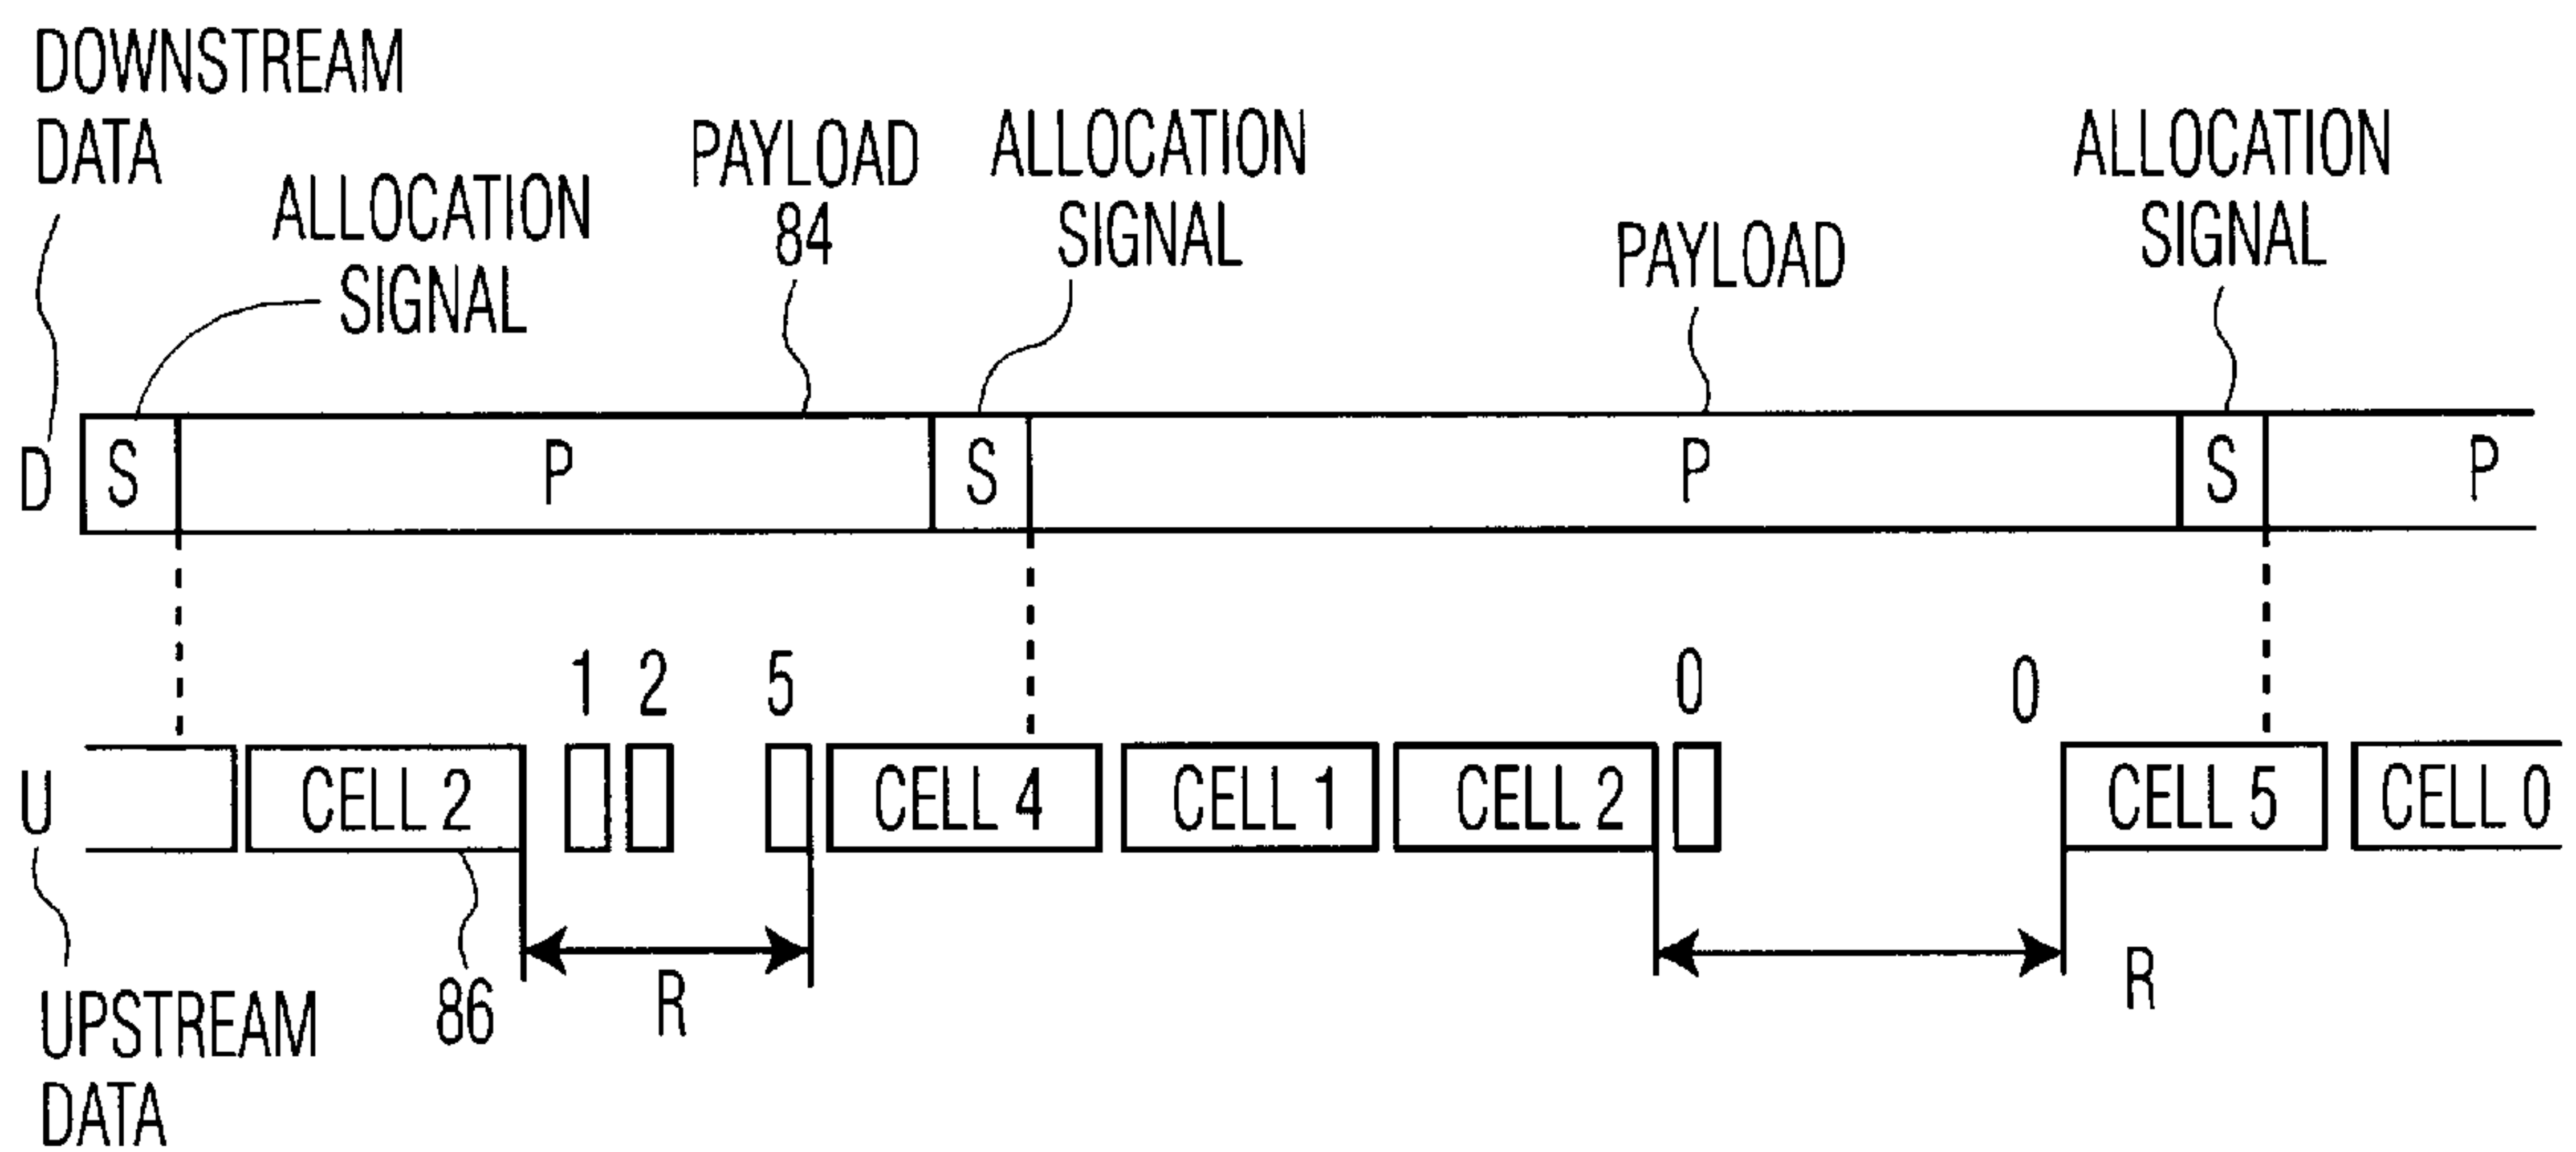 DOWNSTREAM
DATA
ALLOCATION
SIGNAL
PAYLOAD
84
ALLOCATION
SIGNAL
PAYLOAD
ALLOCATION
SIGNAL
D S P S P S P
1 2 5 0 0
U CELL 2 CELL 4 CELL 1 CELL 2 CELL 5 CELL 0
R R
86
UPSTREAM
DATA